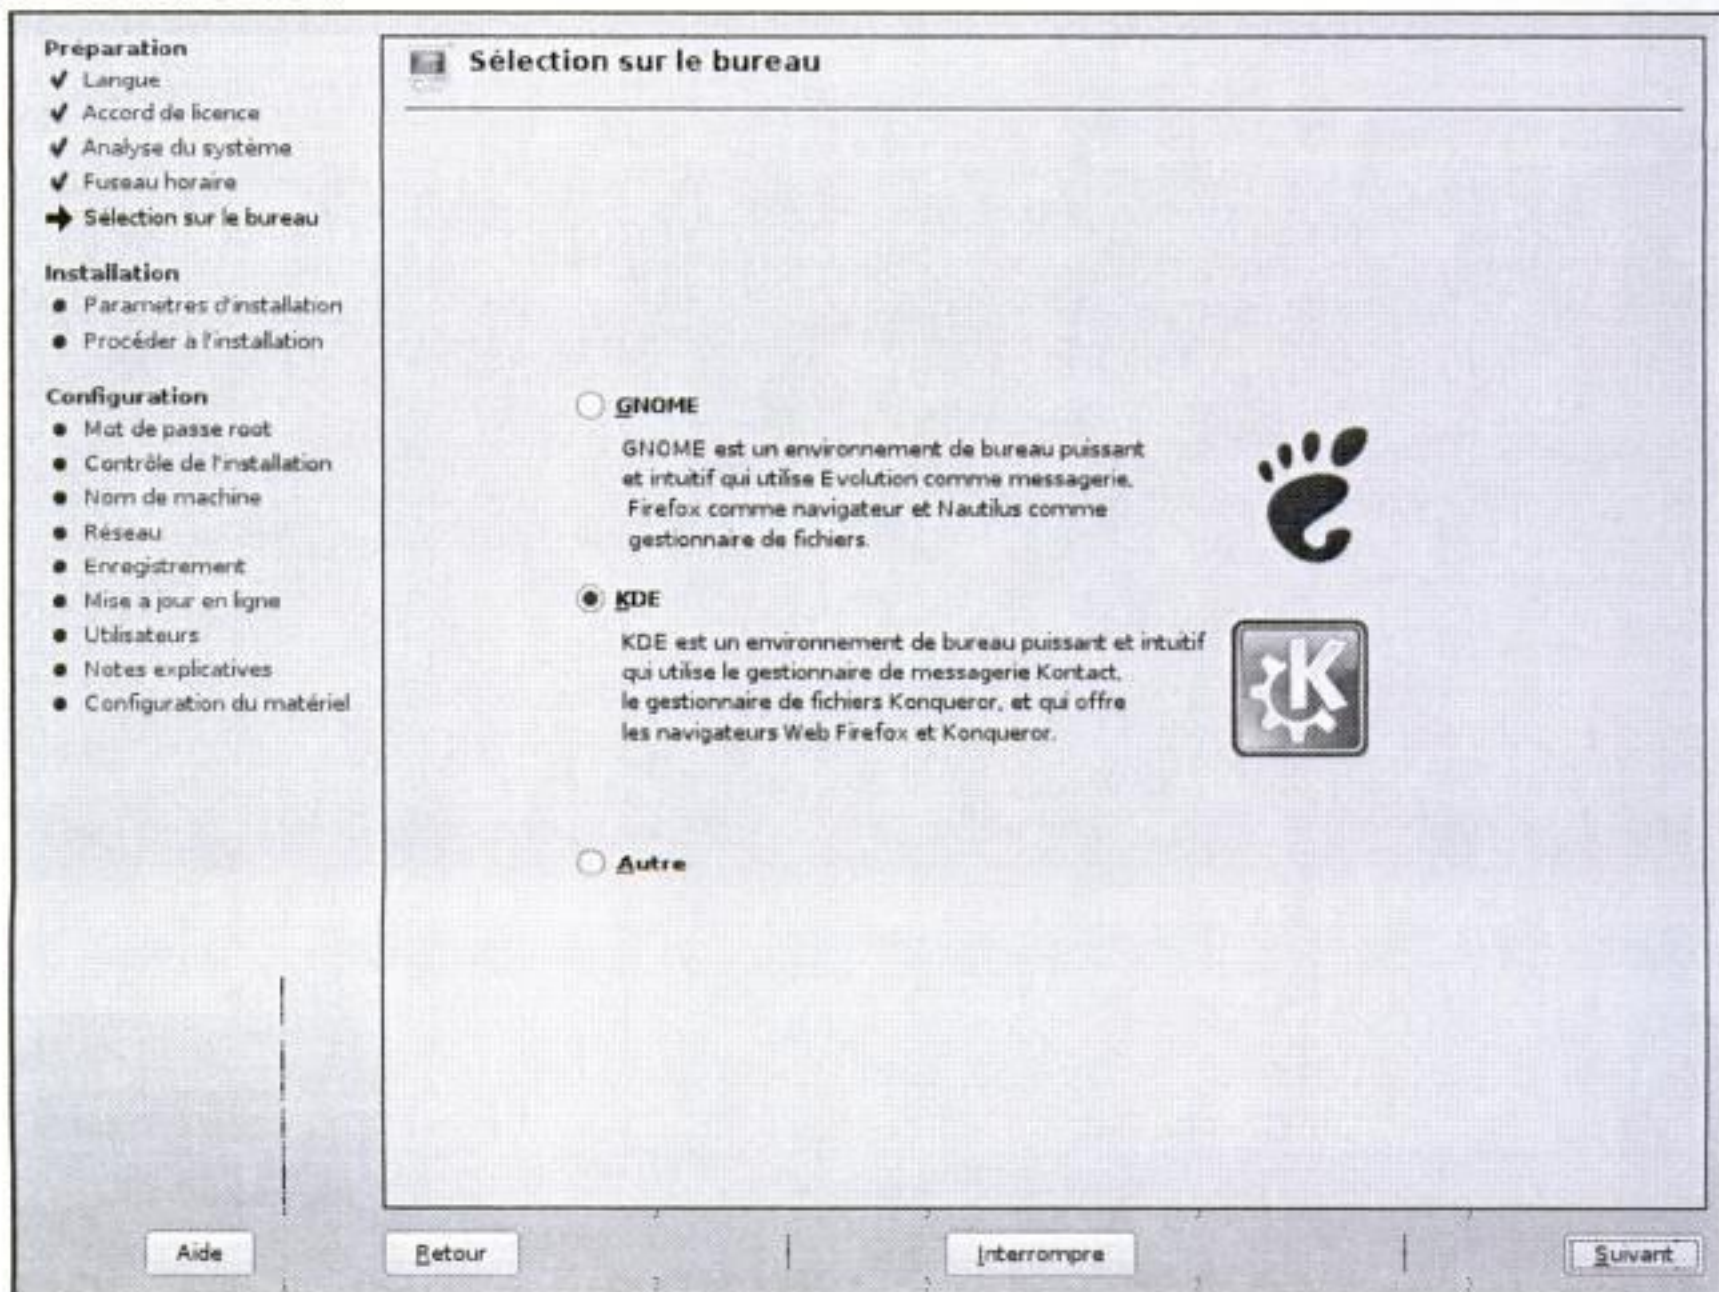 Préparation
Langue
Accord de licence
Analyse du système
Fuseau horaire
Sélection sur le bureau
Installation
Parametres d'installation
Procéder à l'installation
Configuration
Mot de passe root
Contrôle de l'installation
Nom de machine
Réseau
Enregistrement
Mise a jour en ligne
Utilisateurs
Notes explicatives
Configuration du matériel
Sélection sur le bureau
GNOME
GNOME est un environnement de bureau puissant
et intuitif qui utilise Evolution comme messagerie,
Firefox comme navigateur et Nautilus comme
gestionnaire de fichiers.
KDE
KDE est un environnement de bureau puissant et intuitif
qui utilise le gestionnaire de messagerie Kontact,
le gestionnaire de fichiers Konqueror, et qui offre
les navigateurs Web Firefox et Konqueror.
K
Autre
Aide
Retour
Interrompre
Suivant